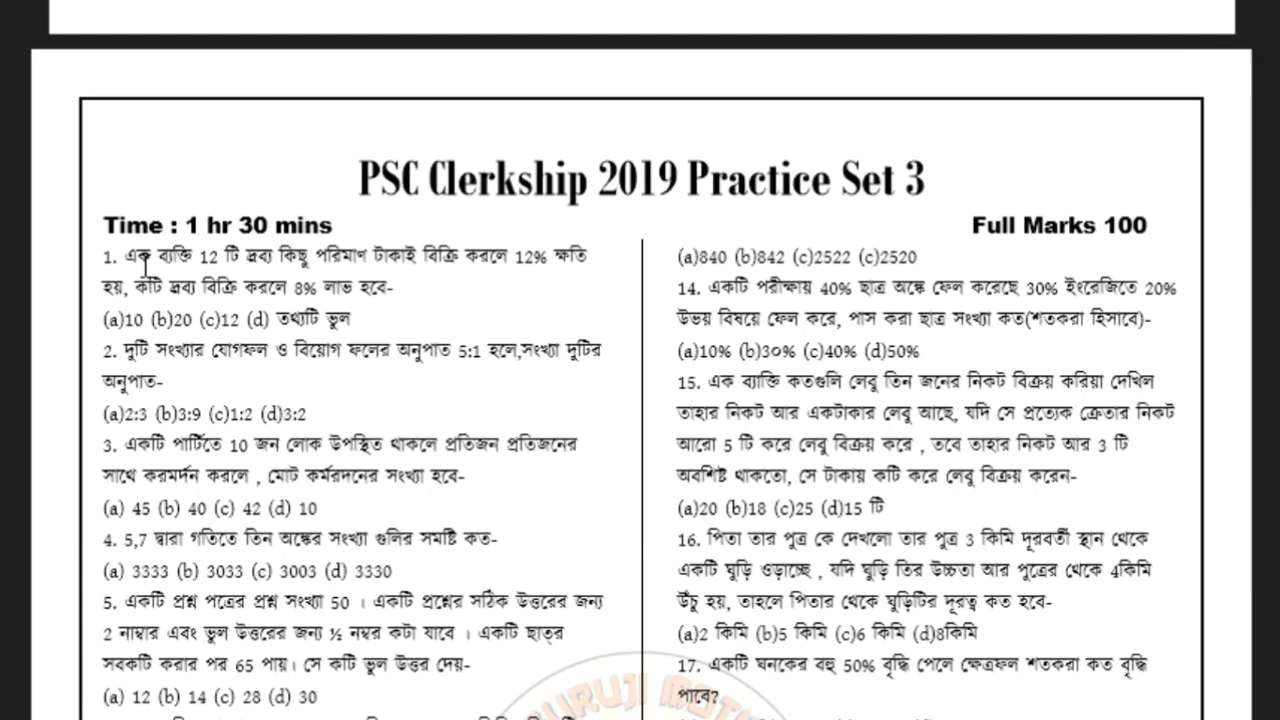 PSC Clerkship 2019 Practice Set 3
Time : 1 hr 30 mins
Full Marks 100
1. এক ব্যক্তি 12 টি দ্রব্য কিছু পরিমাণ টাকাই বিক্রি করলে 12% ক্ষতি
হয়, কটি দ্রব্য বিক্রি করলে 8% লাভ হবে-
(a)10 (b)20 (c)12 (d) তথ্যটি ভুল
2. দুটি সংখ্যার যোগফল ও বিয়োগ ফলের অনুপাত 5:1 হলে,সংখ্যা দুটির
অনুপাত-
(a)2:3 (b)3:9 (c)1:2 (d)3:2
3. একটি পার্টিতে 10 জন লোক উপস্থিত থাকলে প্রতিজন প্রতিজনের
সাথে করমর্দন করলে , মোট কর্মরদনের সংখ্যা হবে-
(a) 45 (b) 40 (c) 42 (d) 10
4. 5,7 দ্বারা গতিতে তিন অঙ্কের সংখ্যা গুলির সমষ্টি কত-
(a) 3333 (b) 3033 (c) 3003 (d) 3330
5. একটি প্রশ্ন পত্রের প্রশ্ন সংখ্যা 50 । একটি প্রশ্নের সঠিক উত্তরের জন্য
2 নাম্বার এবং ভুল উত্তরের জন্য ½ নম্বর কটা যাবে । একটি ছাত্র
সবকটি করার পর 65 পায়। সে কটি ভুল উত্তর দেয়-
(a) 12 (b) 14 (c) 28 (d) 30
(a)840 (b)842 (c)2522 (c)2520
14. একটি পরীক্ষায় 40% ছাত্র অঙ্কে ফেল করেছে 30% ইংরেজিতে 20%
উভয় বিষয়ে ফেল করে, পাস করা ছাত্র সংখ্যা কত(শতকরা হিসাবে)-
(a)10% (b)3০% (c)40% (d)50%
15. এক ব্যাক্তি কতগুলি লেবু তিন জনের নিকট বিক্রয় করিয়া দেখিল
তাহার নিকট আর একটাকার লেবু আছে, যদি সে প্রত্যেক ক্রেতার নিকট
আরো 5 টি করে লেবু বিক্রয় করে , তবে তাহার নিকট আর 3 টি
অবশিষ্ট থাকতো, সে টাকায় কটি করে লেবু বিক্রয় করেন-
(a)20 (b)18 (c)25 (d)15 টি
16. পিতা তার পুত্র কে দেখলো তার পুত্র 3 কিমি দূরবর্তী স্থান থেকে
একটি ঘুড়ি ওড়াচ্ছে , যদি ঘুড়ি তির উচ্চতা আর পুত্রের থেকে 4কিমি
উঁচু হয়, তাহলে পিতার থেকে ঘুড়িটির দূরত্ব কত হবে-
(a)2 কিমি (b)5 কিমি (c)6 কিমি (d)8কিমি
17. একটি ঘনকের বহু 50% বৃদ্ধি পেলে ক্ষেত্রফল শতকরা কত বৃদ্ধি
পাবে?